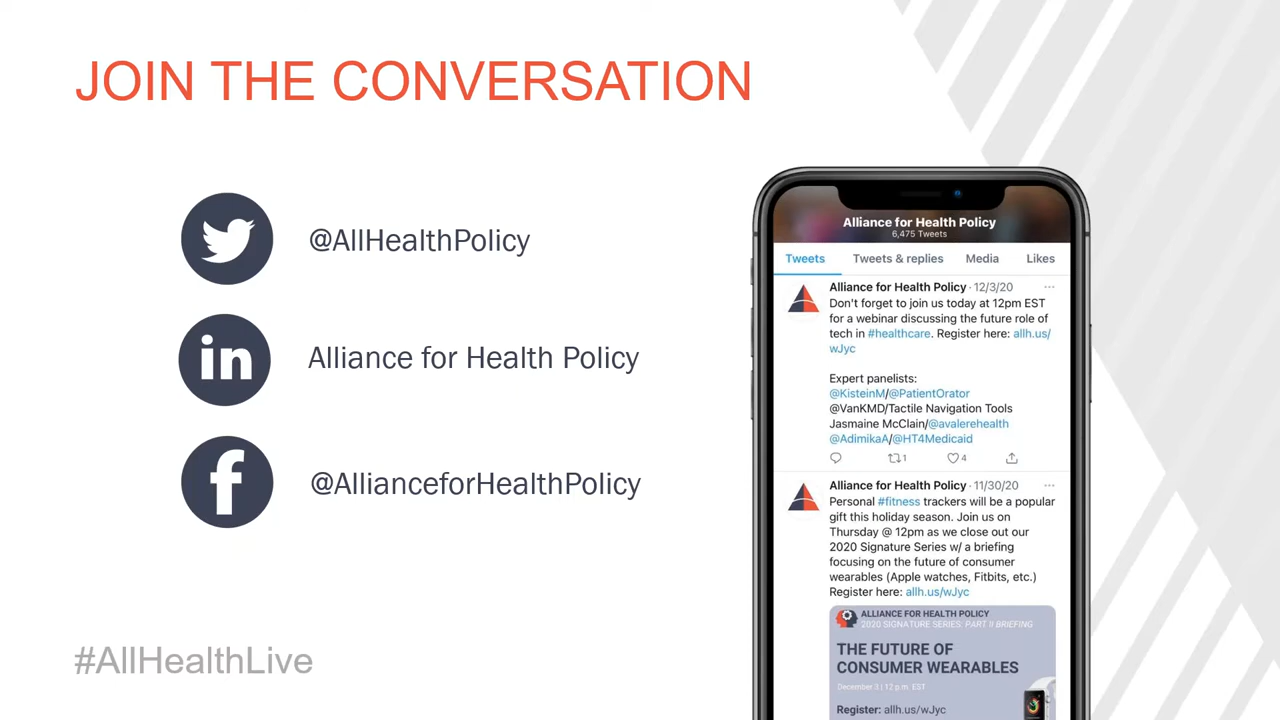 JOIN THE CONVERSATION
@AllHealthPolicy
in Alliance for Health Policy
f @AllianceforHealthPolicy
#AllHealthLive
Alliance for Health Policy
6,475 Tweets
Tweets Tweets & replies Media Likes
Alliance for Health Policy · 12/3/20 ...
Don't forget to join us today at 12pm EST
for a webinar discussing the future role of
tech in #healthcare. Register here: allh.us/
wJyc
Expert panelists:
@KisteinM/@PatientOrator
@VanKMD/Tactile Navigation Tools
Jasmaine McClain/@avalerehealth
@AdimikaA/@HT4Medicaid
1 4
Alliance for Health Policy · 11/30/20 ...
Personal #fitness trackers will be a popular
gift this holiday season. Join us on
Thursday @ 12pm as we close out our
2020 Signature Series w/ a briefing
focusing on the future of consumer
wearables (Apple watches, Fitbits, etc.)
Register here: allh.us/wJyc
ALLIANCE FOR HEALTH POLICY
2020 SIGNATURE SERIES: PART II BRIEFING
THE FUTURE OF
CONSUMER WEARABLES
December 3 | 12 p.m. EST
Register: allh.us/wJyc